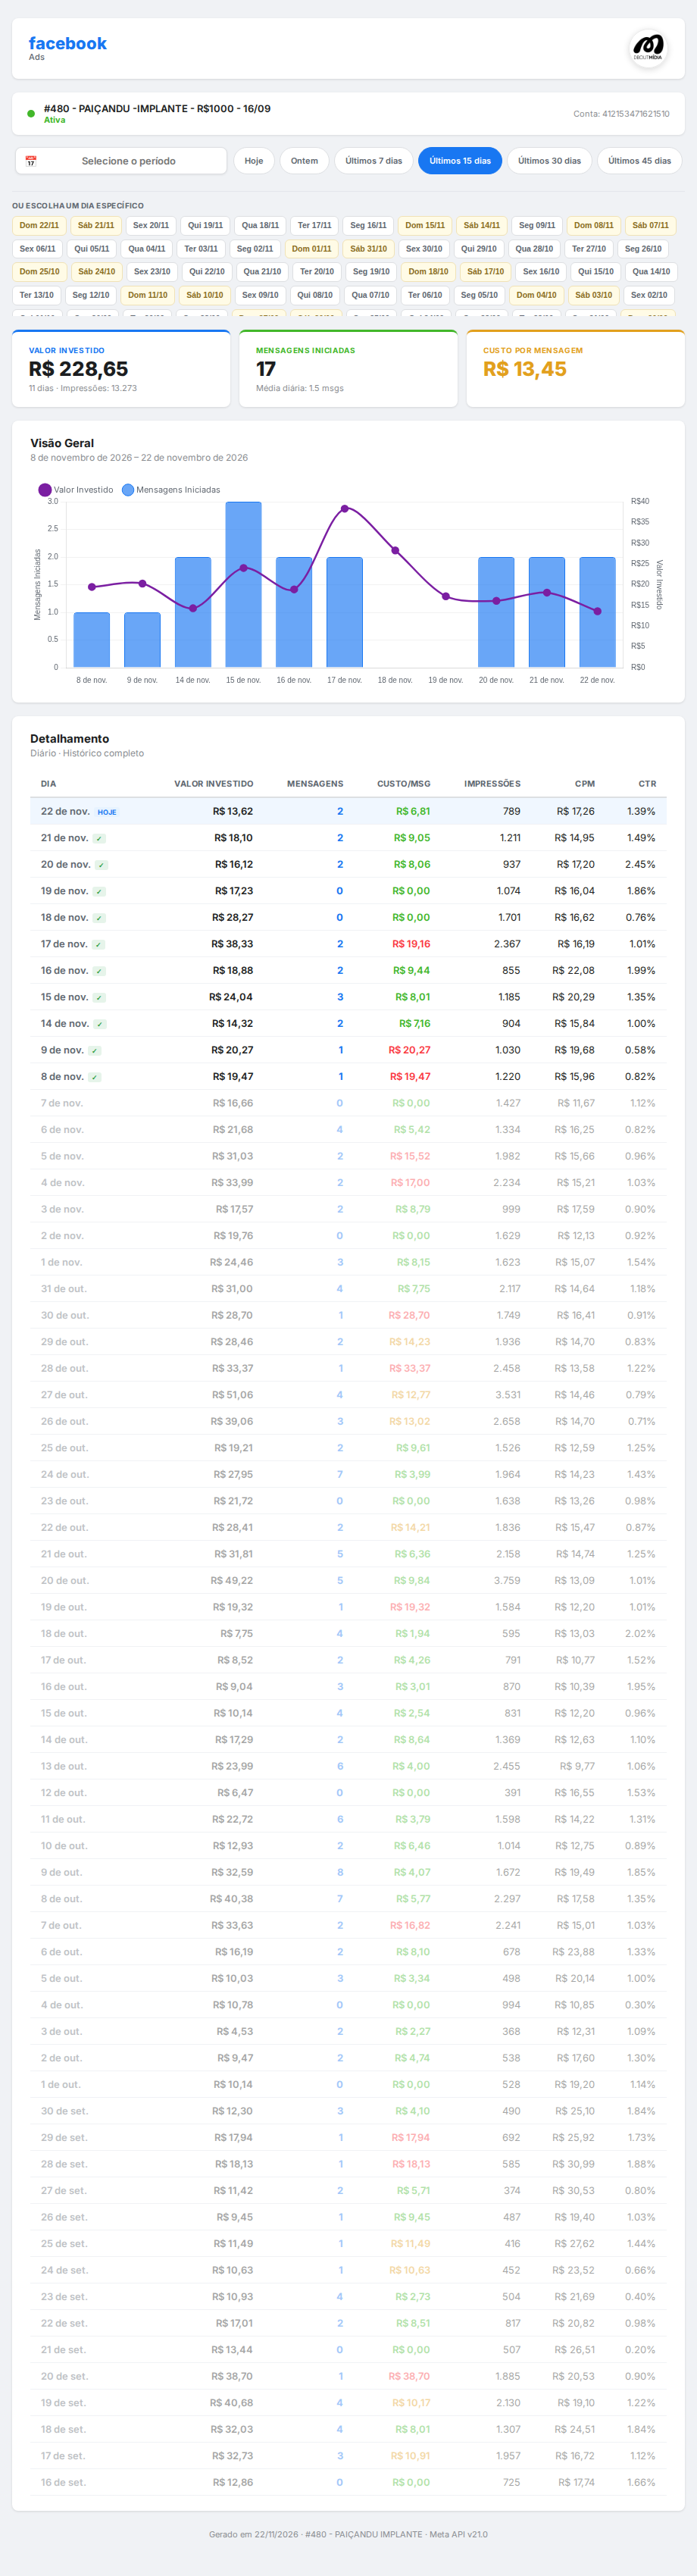 facebook
Ads
DECLIT MÍDIA
#480 - PAIÇANDU -IMPLANTE - R$1000 - 16/09
Ativa
Conta: 412153471621510
Selecione o período
Hoje
Ontem
Últimos 7 dias
Últimos 15 dias
Últimos 30 dias
Últimos 45 dias
OU ESCOLHA UM DIA ESPECÍFICO
Dom 22/11 Sáb 21/11 Sex 20/11 Qui 19/11 Qua 18/11 Ter 17/11 Seg 16/11 Dom 15/11 Sáb 14/11 Seg 09/11 Dom 08/11 Sáb 07/11
Sex 06/11 Qui 05/11 Qua 04/11 Ter 03/11 Seg 02/11 Dom 01/11 Sáb 31/10 Sex 30/10 Qui 29/10 Qua 28/10 Ter 27/10 Seg 26/10
Dom 25/10 Sáb 24/10 Sex 23/10 Qui 22/10 Qua 21/10 Ter 20/10 Seg 19/10 Dom 18/10 Sáb 17/10 Sex 16/10 Qui 15/10 Qua 14/10
Ter 13/10 Seg 12/10 Dom 11/10 Sáb 10/10 Sex 09/10 Qui 08/10 Qua 07/10 Ter 06/10 Seg 05/10 Dom 04/10 Sáb 03/10 Sex 02/10
VALOR INVESTIDO
R$ 228,65
11 dias · Impressões: 13.273
MENSAGENS INICIADAS
17
Média diária: 1.5 msgs
CUSTO POR MENSAGEM
R$ 13,45
Visão Geral
8 de novembro de 2026 – 22 de novembro de 2026
Valor Investido Mensagens Iniciadas
Mensagens Iniciadas
3.0
2.5
2.0
1.5
1.0
0.5
0
R$40
R$35
R$30
R$25
R$20
R$15
R$10
R$5
R$0
Valor Investido
8 de nov. 9 de nov. 14 de nov. 15 de nov. 16 de nov. 17 de nov. 18 de nov. 19 de nov. 20 de nov. 21 de nov. 22 de nov.
Detalhamento
Diário · Histórico completo
DIA VALOR INVESTIDO MENSAGENS CUSTO/MSG IMPRESSÕES CPM CTR
22 de nov. HOJE R$ 13,62 2 R$ 6,81 789 R$ 17,26 1.39%
21 de nov. ✓ R$ 18,10 2 R$ 9,05 1.211 R$ 14,95 1.49%
20 de nov. ✓ R$ 16,12 2 R$ 8,06 937 R$ 17,20 2.45%
19 de nov. ✓ R$ 17,23 0 R$ 0,00 1.074 R$ 16,04 1.86%
18 de nov. ✓ R$ 28,27 0 R$ 0,00 1.701 R$ 16,62 0.76%
17 de nov. ✓ R$ 38,33 2 R$ 19,16 2.367 R$ 16,19 1.01%
16 de nov. ✓ R$ 18,88 2 R$ 9,44 855 R$ 22,08 1.99%
15 de nov. ✓ R$ 24,04 3 R$ 8,01 1.185 R$ 20,29 1.35%
14 de nov. ✓ R$ 14,32 2 R$ 7,16 904 R$ 15,84 1.00%
9 de nov. ✓ R$ 20,27 1 R$ 20,27 1.030 R$ 19,68 0.58%
8 de nov. ✓ R$ 19,47 1 R$ 19,47 1.220 R$ 15,96 0.82%
7 de nov. R$ 16,66 0 R$ 0,00 1.427 R$ 11,67 1.12%
6 de nov. R$ 21,68 4 R$ 5,42 1.334 R$ 16,25 0.82%
5 de nov. R$ 31,03 2 R$ 15,52 1.982 R$ 15,66 0.96%
4 de nov. R$ 33,99 2 R$ 17,00 2.234 R$ 15,21 1.03%
3 de nov. R$ 17,57 2 R$ 8,79 999 R$ 17,59 0.90%
2 de nov. R$ 19,76 0 R$ 0,00 1.629 R$ 12,13 0.92%
1 de nov. R$ 24,46 3 R$ 8,15 1.623 R$ 15,07 1.54%
31 de out. R$ 31,00 4 R$ 7,75 2.117 R$ 14,64 1.18%
30 de out. R$ 28,70 1 R$ 28,70 1.749 R$ 16,41 0.91%
29 de out. R$ 28,46 2 R$ 14,23 1.936 R$ 14,70 0.83%
28 de out. R$ 33,37 1 R$ 33,37 2.458 R$ 13,58 1.22%
27 de out. R$ 51,06 4 R$ 12,77 3.531 R$ 14,46 0.79%
26 de out. R$ 39,06 3 R$ 13,02 2.658 R$ 14,70 0.71%
25 de out. R$ 19,21 2 R$ 9,61 1.526 R$ 12,59 1.25%
24 de out. R$ 27,95 7 R$ 3,99 1.964 R$ 14,23 1.43%
23 de out. R$ 21,72 0 R$ 0,00 1.638 R$ 13,26 0.98%
22 de out. R$ 28,41 2 R$ 14,21 1.836 R$ 15,47 0.87%
21 de out. R$ 31,81 5 R$ 6,36 2.158 R$ 14,74 1.25%
20 de out. R$ 49,22 5 R$ 9,84 3.759 R$ 13,09 1.01%
19 de out. R$ 19,32 1 R$ 19,32 1.584 R$ 12,20 1.01%
18 de out. R$ 7,75 4 R$ 1,94 595 R$ 13,03 2.02%
17 de out. R$ 8,52 2 R$ 4,26 791 R$ 10,77 1.52%
16 de out. R$ 9,04 3 R$ 3,01 870 R$ 10,39 1.95%
15 de out. R$ 10,14 4 R$ 2,54 831 R$ 12,20 0.96%
14 de out. R$ 17,29 2 R$ 8,64 1.369 R$ 12,63 1.10%
13 de out. R$ 23,99 6 R$ 4,00 2.455 R$ 9,77 1.06%
12 de out. R$ 6,47 0 R$ 0,00 391 R$ 16,55 1.53%
11 de out. R$ 22,72 6 R$ 3,79 1.598 R$ 14,22 1.31%
10 de out. R$ 12,93 2 R$ 6,46 1.014 R$ 12,75 0.89%
9 de out. R$ 32,59 8 R$ 4,07 1.672 R$ 19,49 1.85%
8 de out. R$ 40,38 7 R$ 5,77 2.297 R$ 17,58 1.35%
7 de out. R$ 33,63 2 R$ 16,82 2.241 R$ 15,01 1.03%
6 de out. R$ 16,19 2 R$ 8,10 678 R$ 23,88 1.33%
5 de out. R$ 10,03 3 R$ 3,34 498 R$ 20,14 1.00%
4 de out. R$ 10,78 0 R$ 0,00 994 R$ 10,85 0.30%
3 de out. R$ 4,53 2 R$ 2,27 368 R$ 12,31 1.09%
2 de out. R$ 9,47 2 R$ 4,74 538 R$ 17,60 1.30%
1 de out. R$ 10,14 0 R$ 0,00 528 R$ 19,20 1.14%
30 de set. R$ 12,30 3 R$ 4,10 490 R$ 25,10 1.84%
29 de set. R$ 17,94 1 R$ 17,94 692 R$ 25,92 1.73%
28 de set. R$ 18,13 1 R$ 18,13 585 R$ 30,99 1.88%
27 de set. R$ 11,42 2 R$ 5,71 374 R$ 30,53 0.80%
26 de set. R$ 9,45 1 R$ 9,45 487 R$ 19,40 1.03%
25 de set. R$ 11,49 1 R$ 11,49 416 R$ 27,62 1.44%
24 de set. R$ 10,63 1 R$ 10,63 452 R$ 23,52 0.66%
23 de set. R$ 10,93 4 R$ 2,73 504 R$ 21,69 0.40%
22 de set. R$ 17,01 2 R$ 8,51 817 R$ 20,82 0.98%
21 de set. R$ 13,44 0 R$ 0,00 507 R$ 26,51 0.20%
20 de set. R$ 38,70 1 R$ 38,70 1.885 R$ 20,53 0.90%
19 de set. R$ 40,68 4 R$ 10,17 2.130 R$ 19,10 1.22%
18 de set. R$ 32,03 4 R$ 8,01 1.307 R$ 24,51 1.84%
17 de set. R$ 32,73 3 R$ 10,91 1.957 R$ 16,72 1.12%
16 de set. R$ 12,86 0 R$ 0,00 725 R$ 17,74 1.66%
Gerado em 22/11/2026 · #480 - PAIÇANDU IMPLANTE · Meta API v21.0